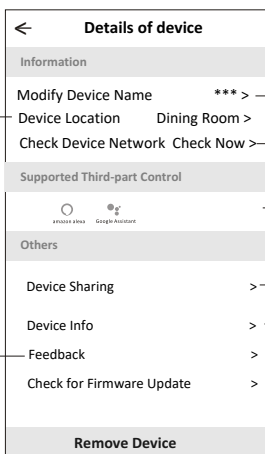 Details of device
Information
Modify Device Name *** >
Device Location Dining Room >
Check Device Network Check Now >
Supported Third-part Control
amazon alexa Google Assistant
Others
Device Sharing >
Device Info >
Feedback >
Check for Firmware Update >
Remove Device